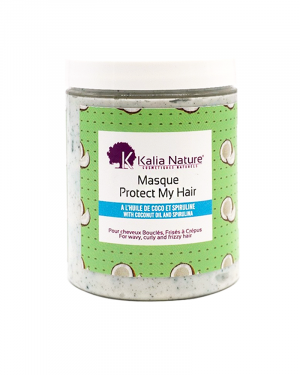 K Kalia Nature®
COSMÉTIQUES NATURELS
Masque
Protect My Hair
A L'HUILE DE COCO ET SPIRULINE
WITH COCONUT OIL AND SPIRULINA
Pour cheveux Bouclés, Frisés à Crépus
For wavy, curly and frizzy hair